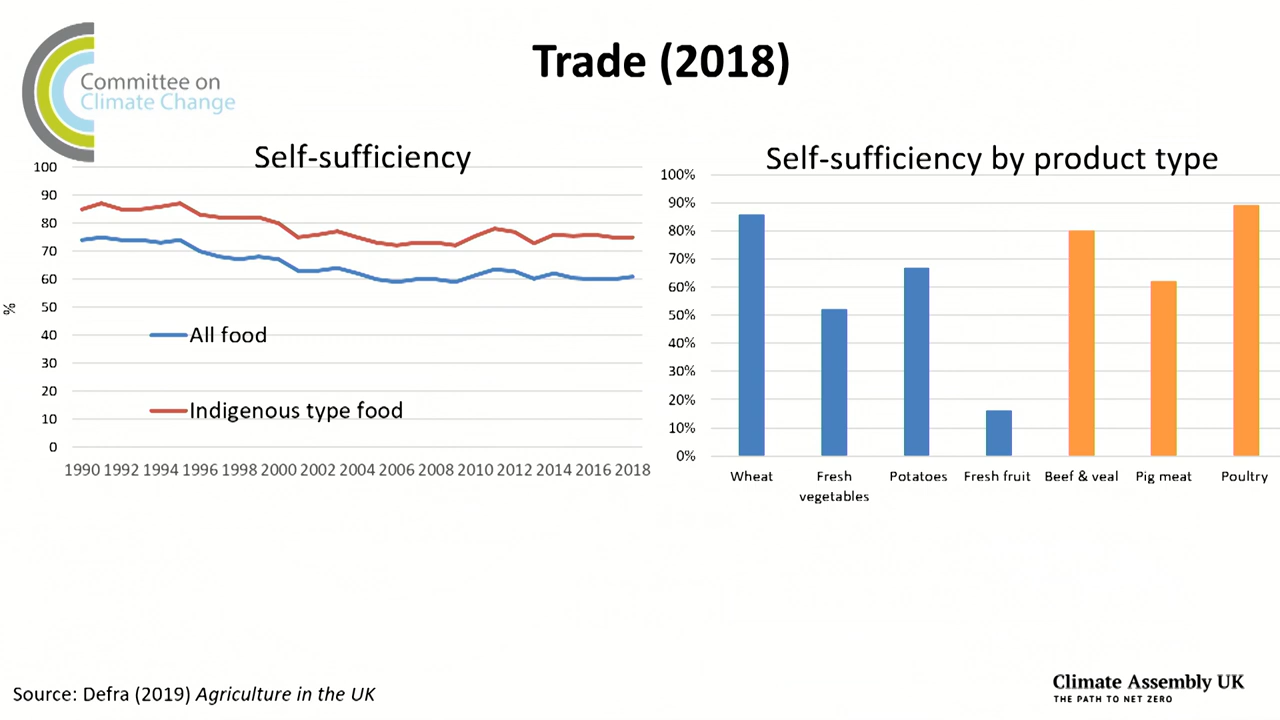 Trade (2018)
Committee on
Climate Change
Self-sufficiency
100
90
80
70
60
50
40
30
20
10
0
%
All food
Indigenous type food
1990 1992 1994 1996 1998 2000 2002 2004 2006 2008 2010 2012 2014 2016 2018
Self-sufficiency by product type
100%
90%
80%
70%
60%
50%
40%
30%
20%
10%
0%
Wheat Fresh Potatoes Fresh fruit Beef & veal Pig meat Poultry
vegetables
Source: Defra (2019) Agriculture in the UK
Climate Assembly UK
THE PATH TO NET ZERO